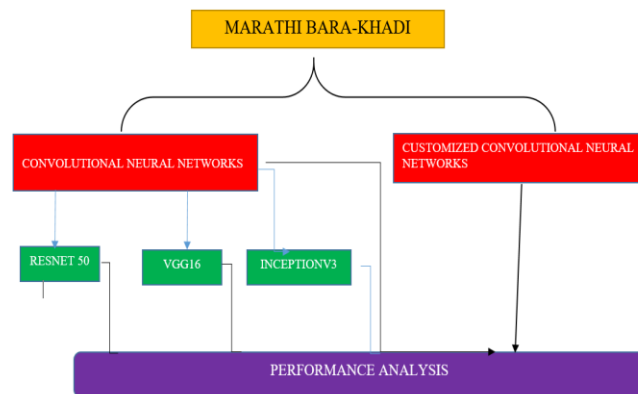 MARATHI BARA-KHADI
CONVOLUTIONAL NEURAL NETWORKS
CUSTOMIZED CONVOLUTIONAL NEURAL
NETWORKS
RESNET 50
VGG16
INCEPTIONV3
PERFORMANCE ANALYSIS